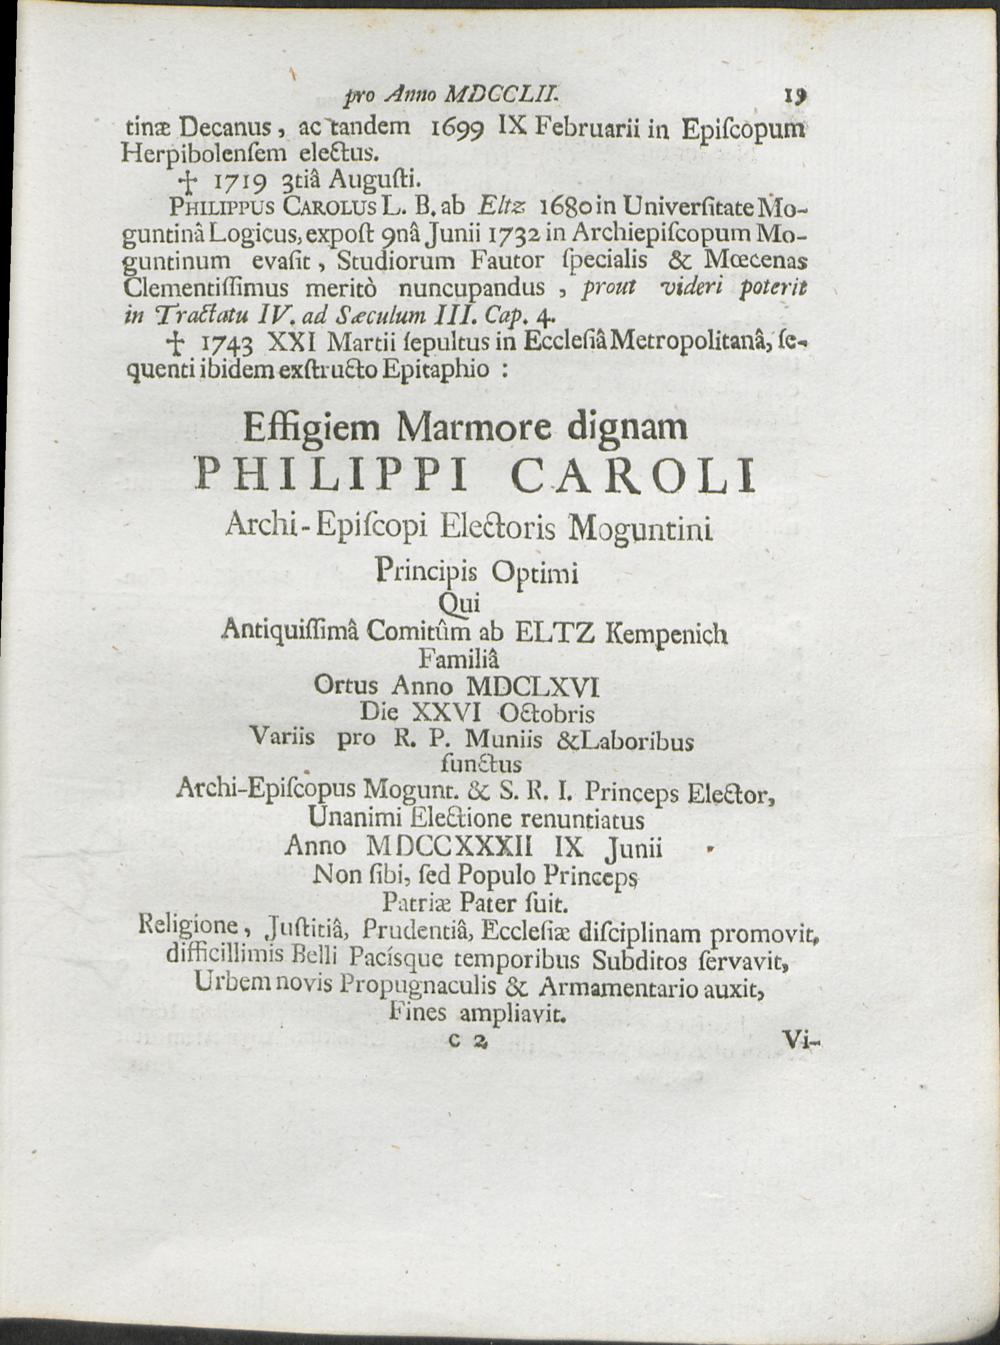 pro Anno MDCCLII. 19
tinæ Decanus, ac tandem 1699 IX Februarii in Epiſcopum
Herpibolenſem electus.
† 1719 3tiâ Auguſti.
PHILIPPUS CAROLUS L. B. ab Eltz 1680 in Univerſitate Mo-
guntinâ Logicus, expoſt 9nâ Junii 1732 in Archiepiſcopum Mo-
guntinum evaſit, Studiorum Fautor ſpecialis & Mœcenas
Clementiſſimus meritò nuncupandus, prout videri poterit
in Tractatu IV. ad Sæculum III. Cap. 4.
† 1743 XXI Martii ſepultus in Eccleſiâ Metropolitanâ, ſe-
quenti ibidem exſtructo Epitaphio :
Effigiem Marmore dignam
PHILIPPI CAROLI
Archi-Epiſcopi Electoris Moguntini
Principis Optimi
Qui
Antiquiſſimâ Comitûm ab ELTZ Kempenich
Familiâ
Ortus Anno MDCLXVI
Die XXVI Octobris
Variis pro R. P. Muniis & Laboribus
functus
Archi-Epiſcopus Mogunt. & S. R. I. Princeps Elector,
Unanimi Electione renuntiatus
Anno MDCCXXXII IX Junii
Non ſibi, ſed Populo Princeps
Patriæ Pater fuit.
Religione, Juſtitiâ, Prudentiâ, Eccleſiæ diſciplinam promovit,
difficillimis Belli Pacísque temporibus Subditos ſervavit,
Urbem novis Propugnaculis & Armamentario auxit,
Fines ampliavit.
C 2 Vi-